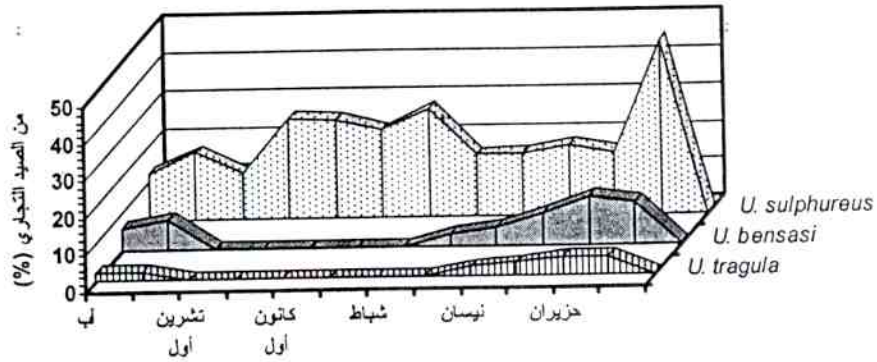 من الصيد التجاري (%)
50
40
30
20
10
0
U. sulphureus
U. bensasi
U. tragula
آب
تشرين
أول
كانون
أول
شباط
نيسان
حزيران